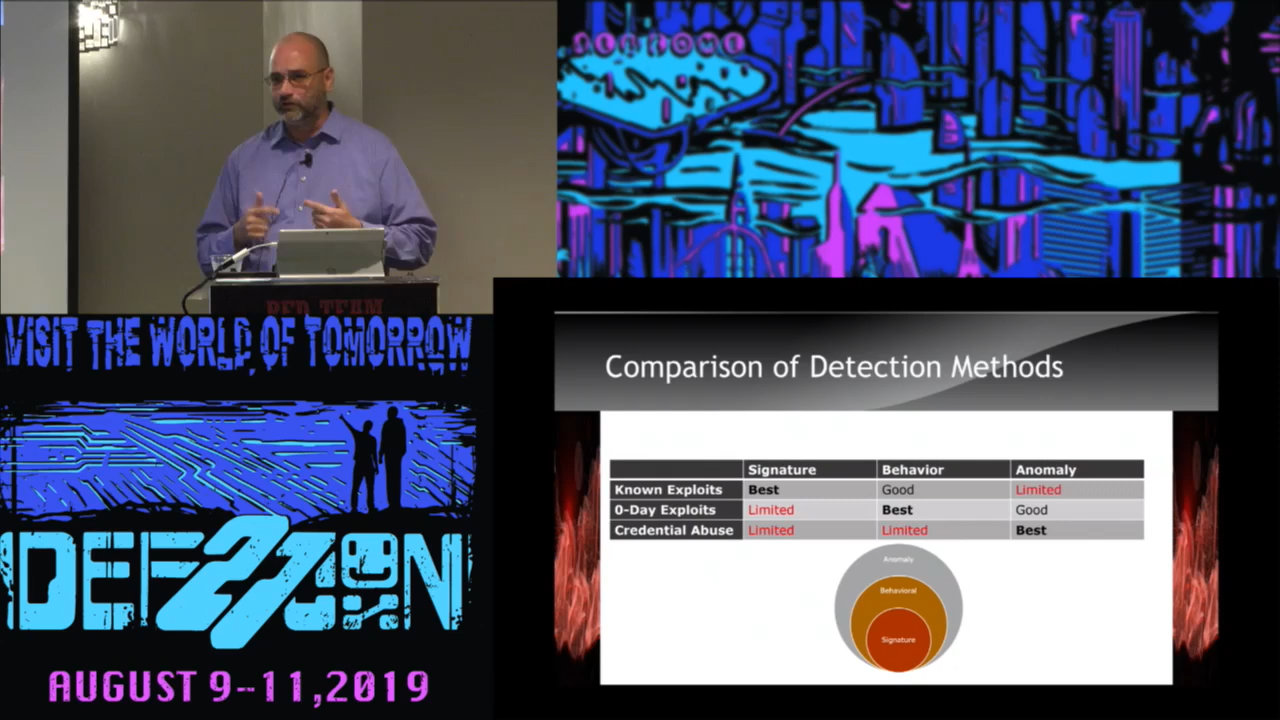 WELCOME
RED TEAM
VISIT THE WORLD OF TOMORROW
DEF CON
27
AUGUST 9-11,2019
Comparison of Detection Methods
Signature Behavior Anomaly
Known Exploits Best Good Limited
0-Day Exploits Limited Best Good
Credential Abuse Limited Limited Best
Anomaly
Behavioral
Signature